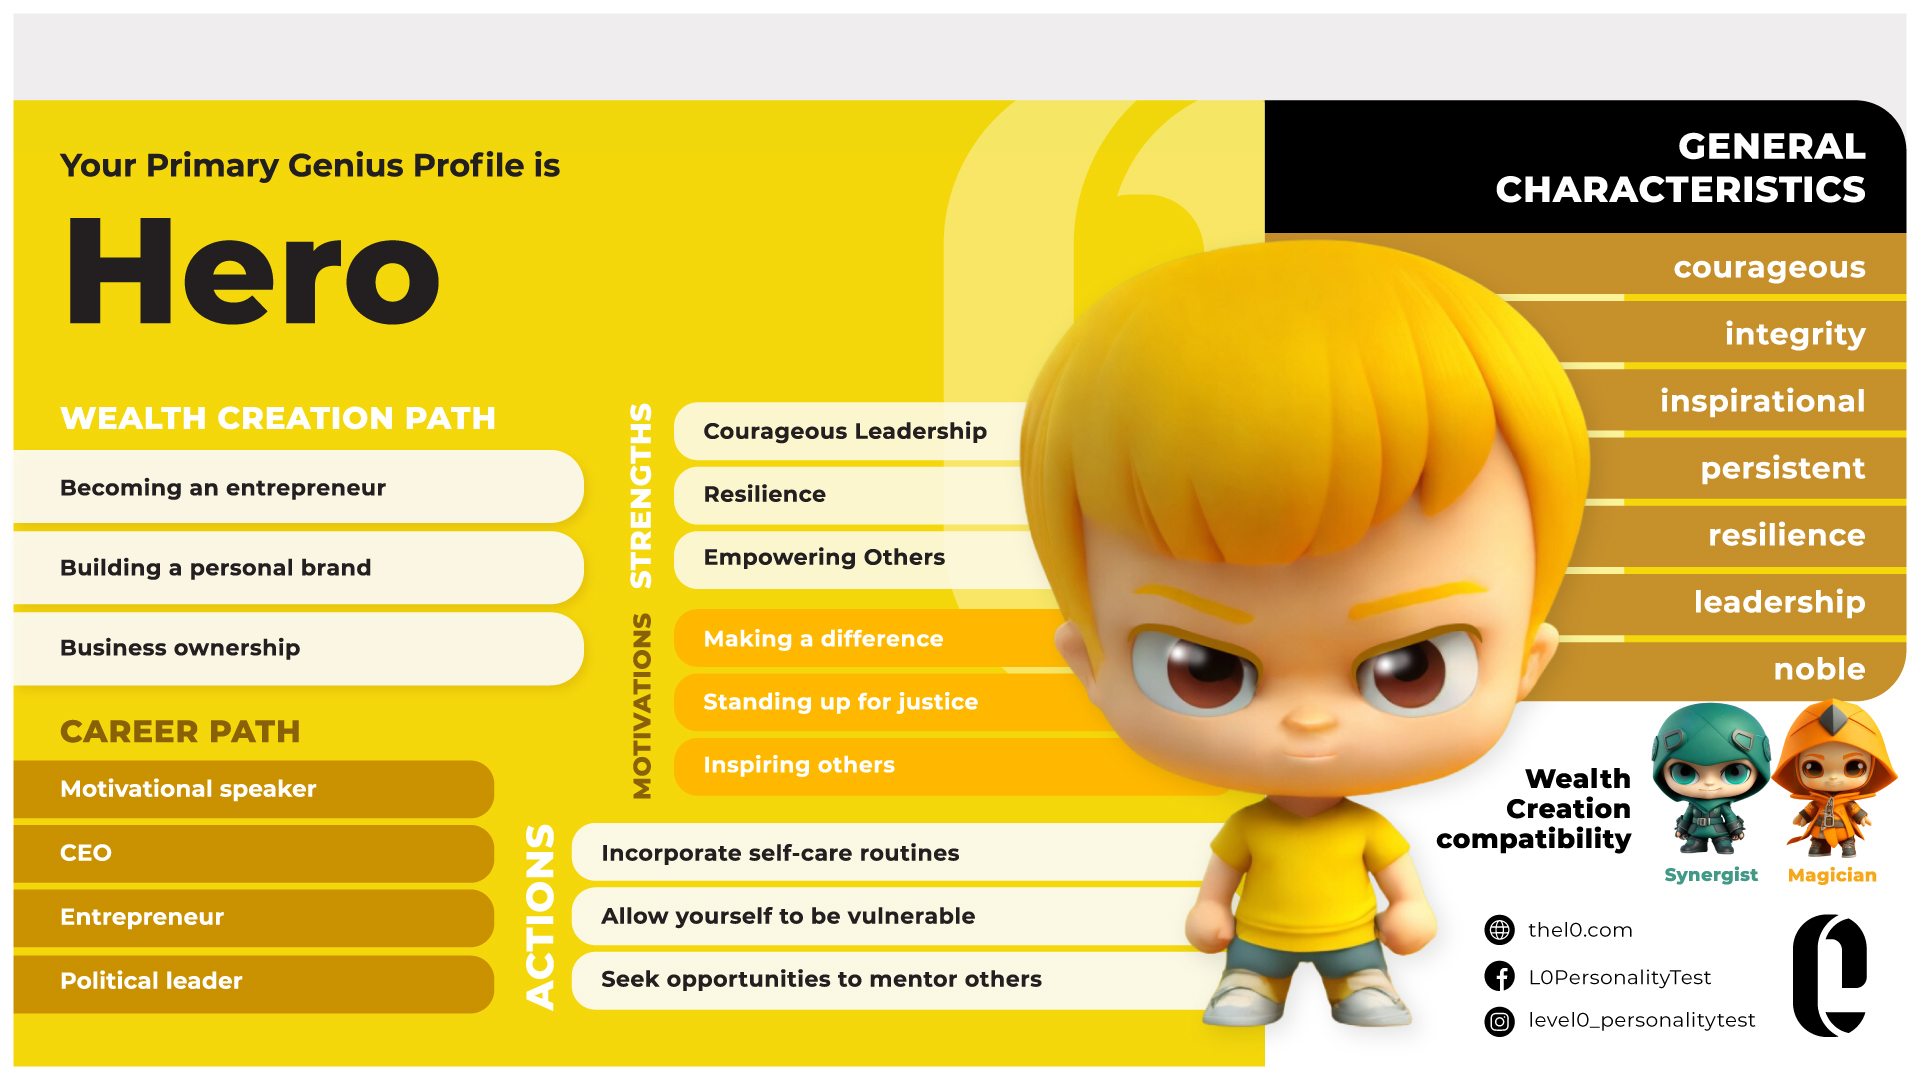 Your Primary Genius Profile is
Hero
WEALTH CREATION PATH
Becoming an entrepreneur
Building a personal brand
Business ownership
CAREER PATH
Motivational speaker
CEO
Entrepreneur
Political leader
STRENGTHS
Courageous Leadership
Resilience
Empowering Others
MOTIVATIONS
Making a difference
Standing up for justice
Inspiring others
ACTIONS
Incorporate self-care routines
Allow yourself to be vulnerable
Seek opportunities to mentor others
GENERAL
CHARACTERISTICS
courageous
integrity
inspirational
persistent
resilience
leadership
noble
Wealth
Creation
compatibility
Synergist
Magician
thel0.com
L0PersonalityTest
level0_personalitytest